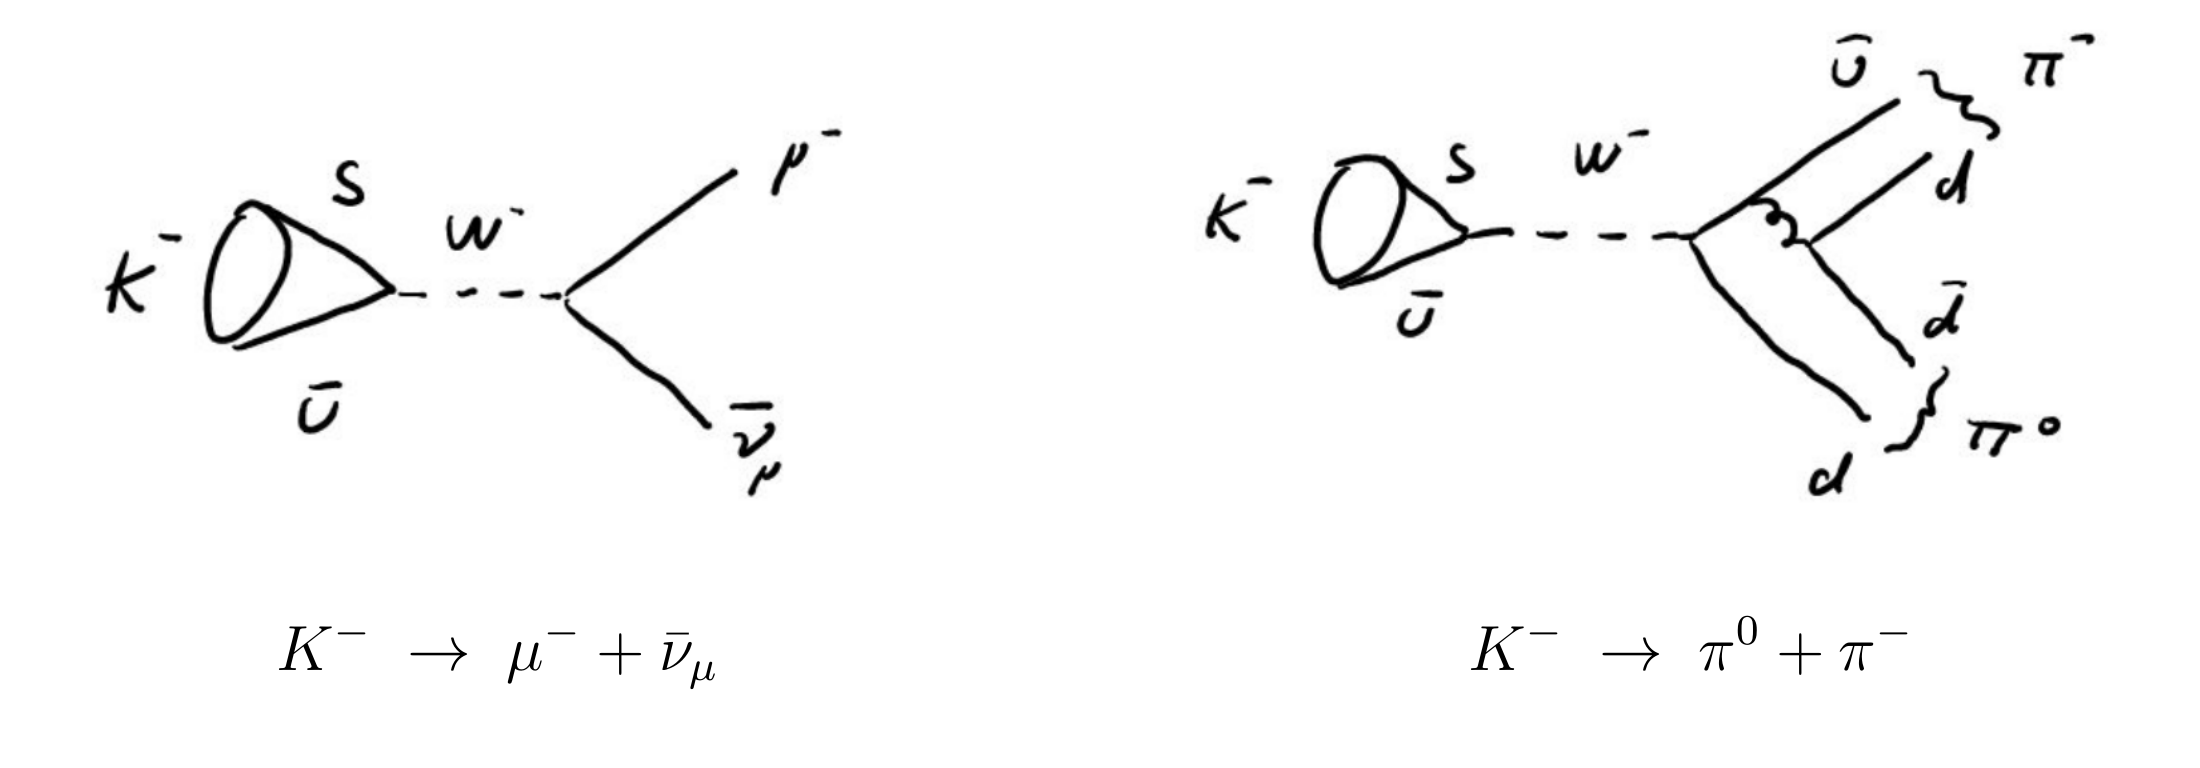 K⁻ s ū W⁻ μ⁻ ν̄_μ
K⁻ s ū W⁻ ū d π⁻ d̄ d π⁰
K⁻ → μ⁻ + ν̄_μ
K⁻ → π⁰ + π⁻